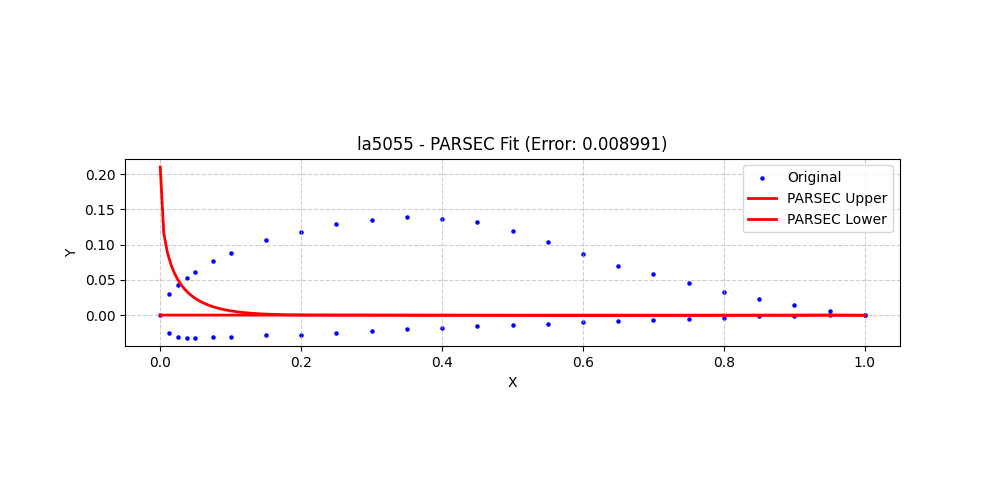 la5055 - PARSEC Fit (Error: 0.008991)
Original
PARSEC Upper
PARSEC Lower
0.20
0.15
0.10
0.05
0.00
Y
0.0 0.2 0.4 0.6 0.8 1.0
X